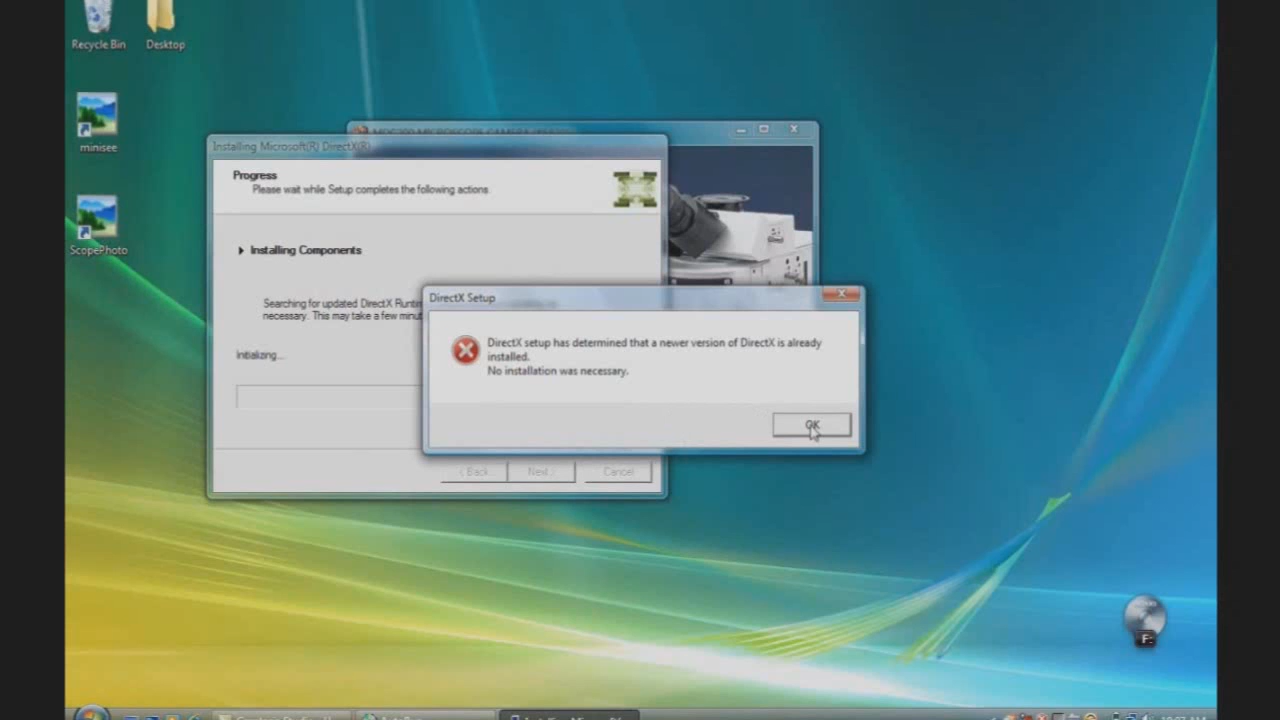 Recycle Bin
Desktop
minisee
ScopePhoto
Installing Microsoft(R) DirectX(R)
Progress
Please wait while Setup completes the following actions.
Installing Components
Searching for updated DirectX
necessary. This may take a few
Initializing...
< Back
Next >
Cancel
DirectX Setup
DirectX setup has determined that a newer version of DirectX is already
installed.
No installation was necessary.
OK
F: